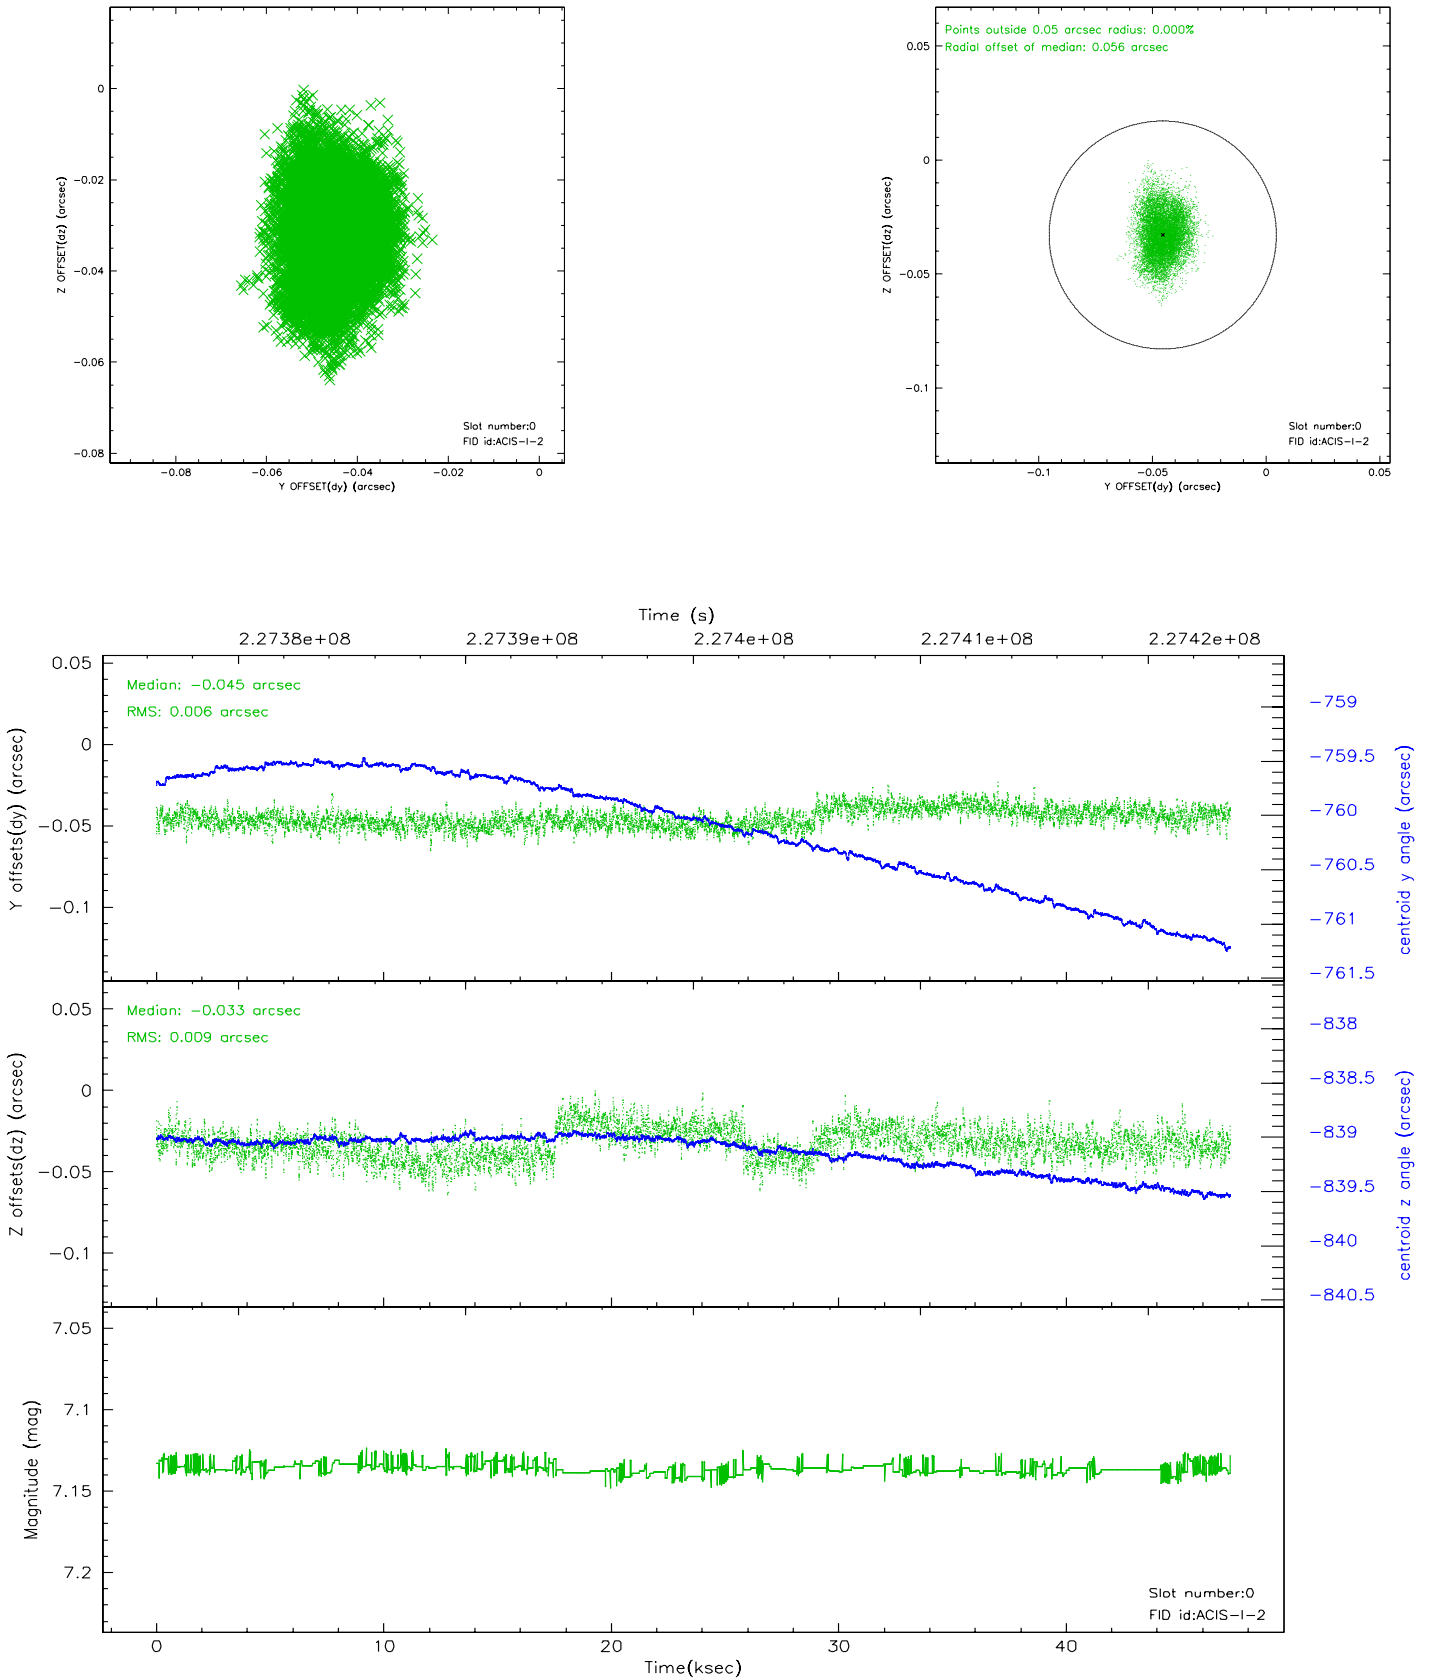 0
−0.02
−0.04
−0.06
−0.08
Z OFFSET(dz) (arcsec)
Slot number:0
FID id:ACIS−I−2
−0.08 −0.06 −0.04 −0.02 0
Y OFFSET(dy) (arcsec)
Points outside 0.05 arcsec radius: 0.000%
Radial offset of median: 0.056 arcsec
0.05
0
−0.05
−0.1
Z OFFSET(dz) (arcsec)
Slot number:0
FID id:ACIS−I−2
−0.1 −0.05 0 0.05
Y OFFSET(dy) (arcsec)
Time (s)
2.2738e+08 2.2739e+08 2.274e+08 2.2741e+08 2.2742e+08
Median: −0.045 arcsec
RMS: 0.006 arcsec
0.05
0
−0.05
−0.1
Y offsets(dy) (arcsec)
−759
−759.5
−760
−760.5
−761
−761.5
centroid y angle (arcsec)
Median: −0.033 arcsec
RMS: 0.009 arcsec
0.05
0
−0.05
−0.1
Z offsets(dz) (arcsec)
−838
−838.5
−839
−839.5
−840
−840.5
centroid z angle (arcsec)
7.05
7.1
7.15
7.2
Magnitude (mag)
Slot number:0
FID id:ACIS−I−2
0 10 20 30 40
Time(ksec)